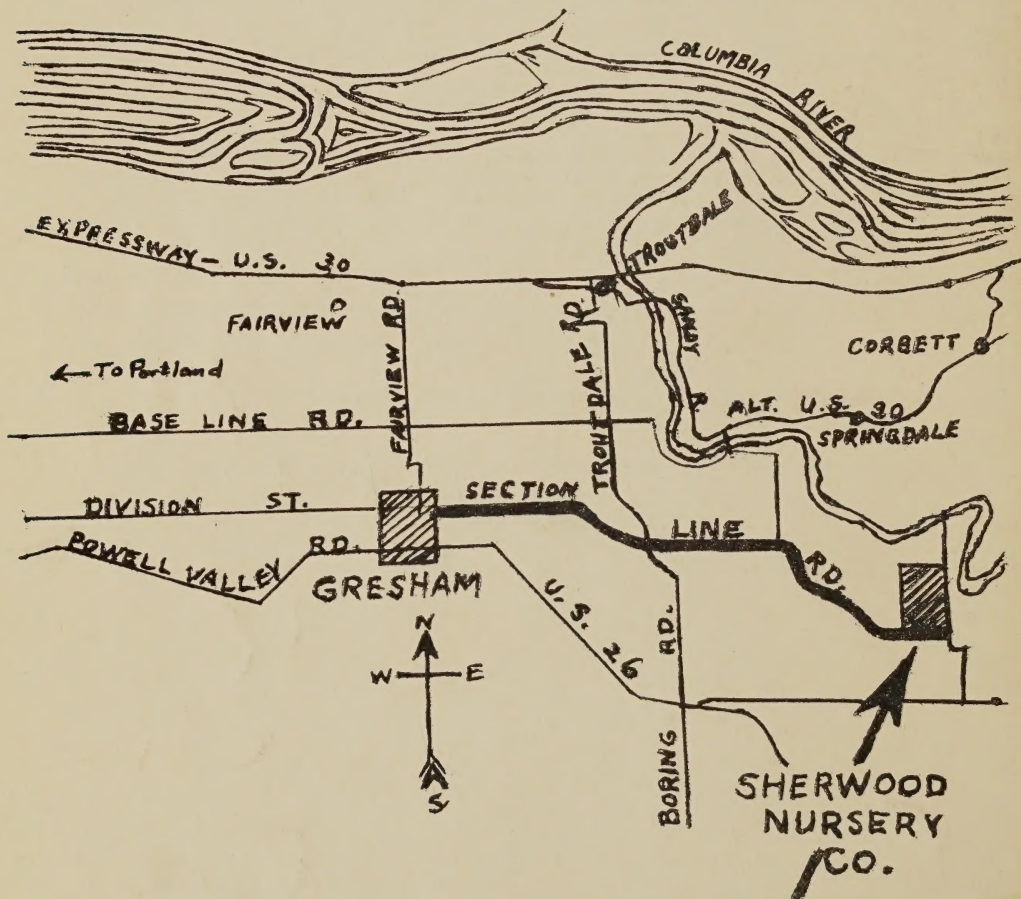 COLUMBIA
RIVER
EXPRESSWAY - U.S. 30
TROUTDALE
FAIRVIEW
FAIRVIEW RD.
TROUTDALE RD.
SANDY
R.
CORBETT
← To Portland
ALT. U.S. 30
SPRINGDALE
BASE LINE RD.
DIVISION ST.
SECTION
LINE
RD.
POWELL VALLEY
RD.
GRESHAM
U.S. 26
BORING RD.
N
W E
S
SHERWOOD
NURSERY
CO.